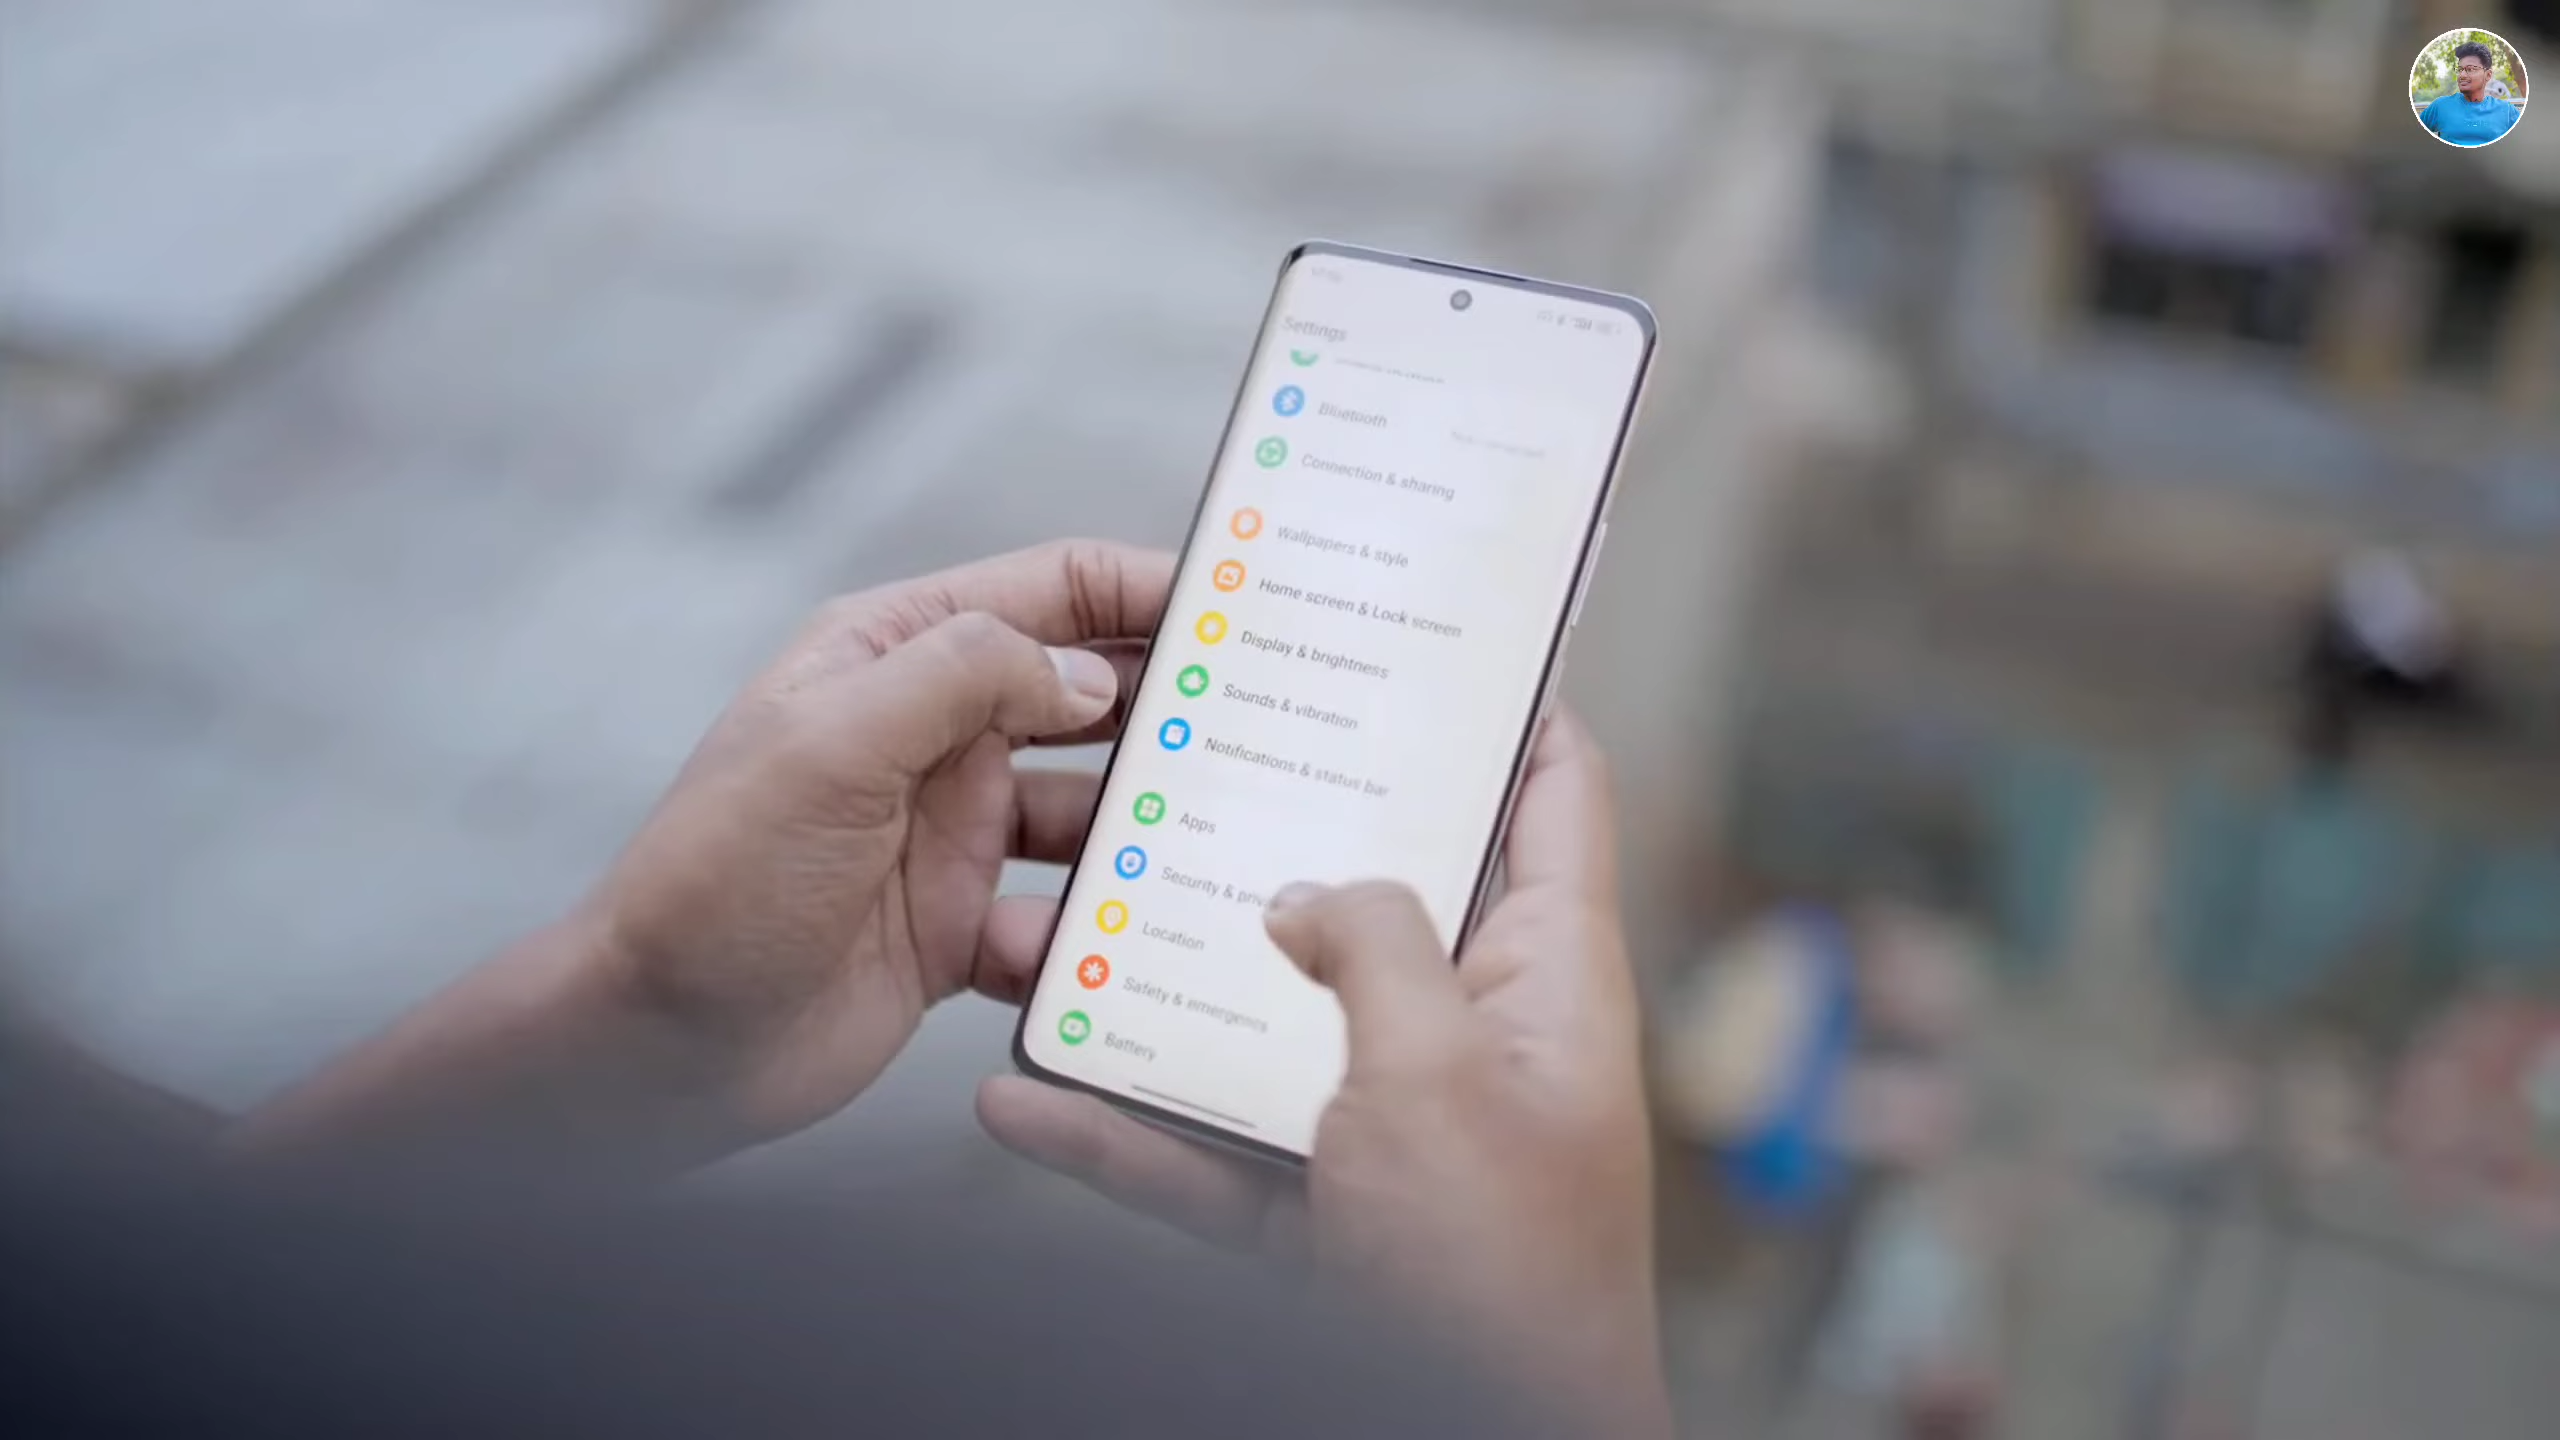 Settings
Bluetooth
Connection & sharing
Wallpapers & style
Home screen & Lock screen
Display & brightness
Sounds & vibration
Notifications & status bar
Apps
Security &
Location
Safety & emergency
Battery